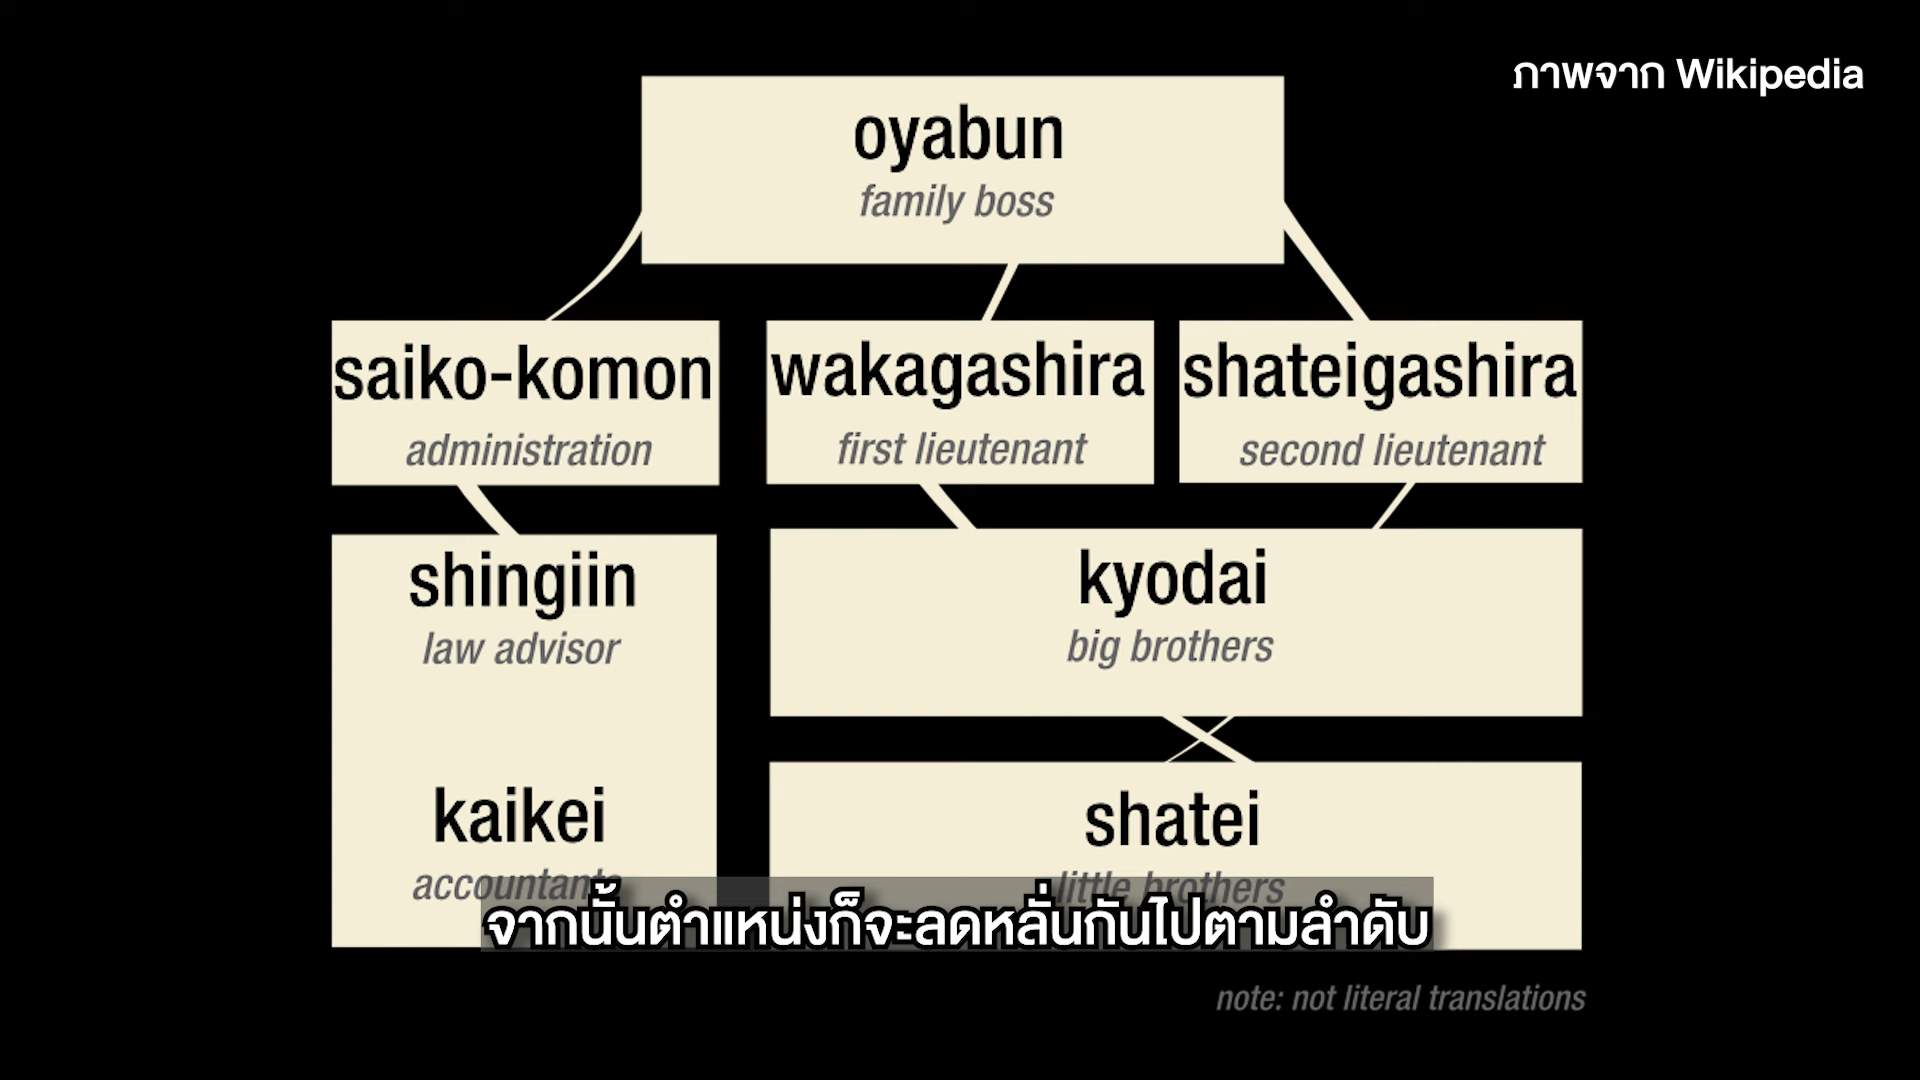 ภาพจาก Wikipedia
oyabun
family boss
saiko-komon
administration
wakagashira
first lieutenant
shateigashira
second lieutenant
shingiin
law advisor
kyodai
big brothers
kaikei
accountants
shatei
little brothers
จากนั้นตำแหน่งก็จะลดหลั่นกันไปตามลำดับ
note: not literal translations